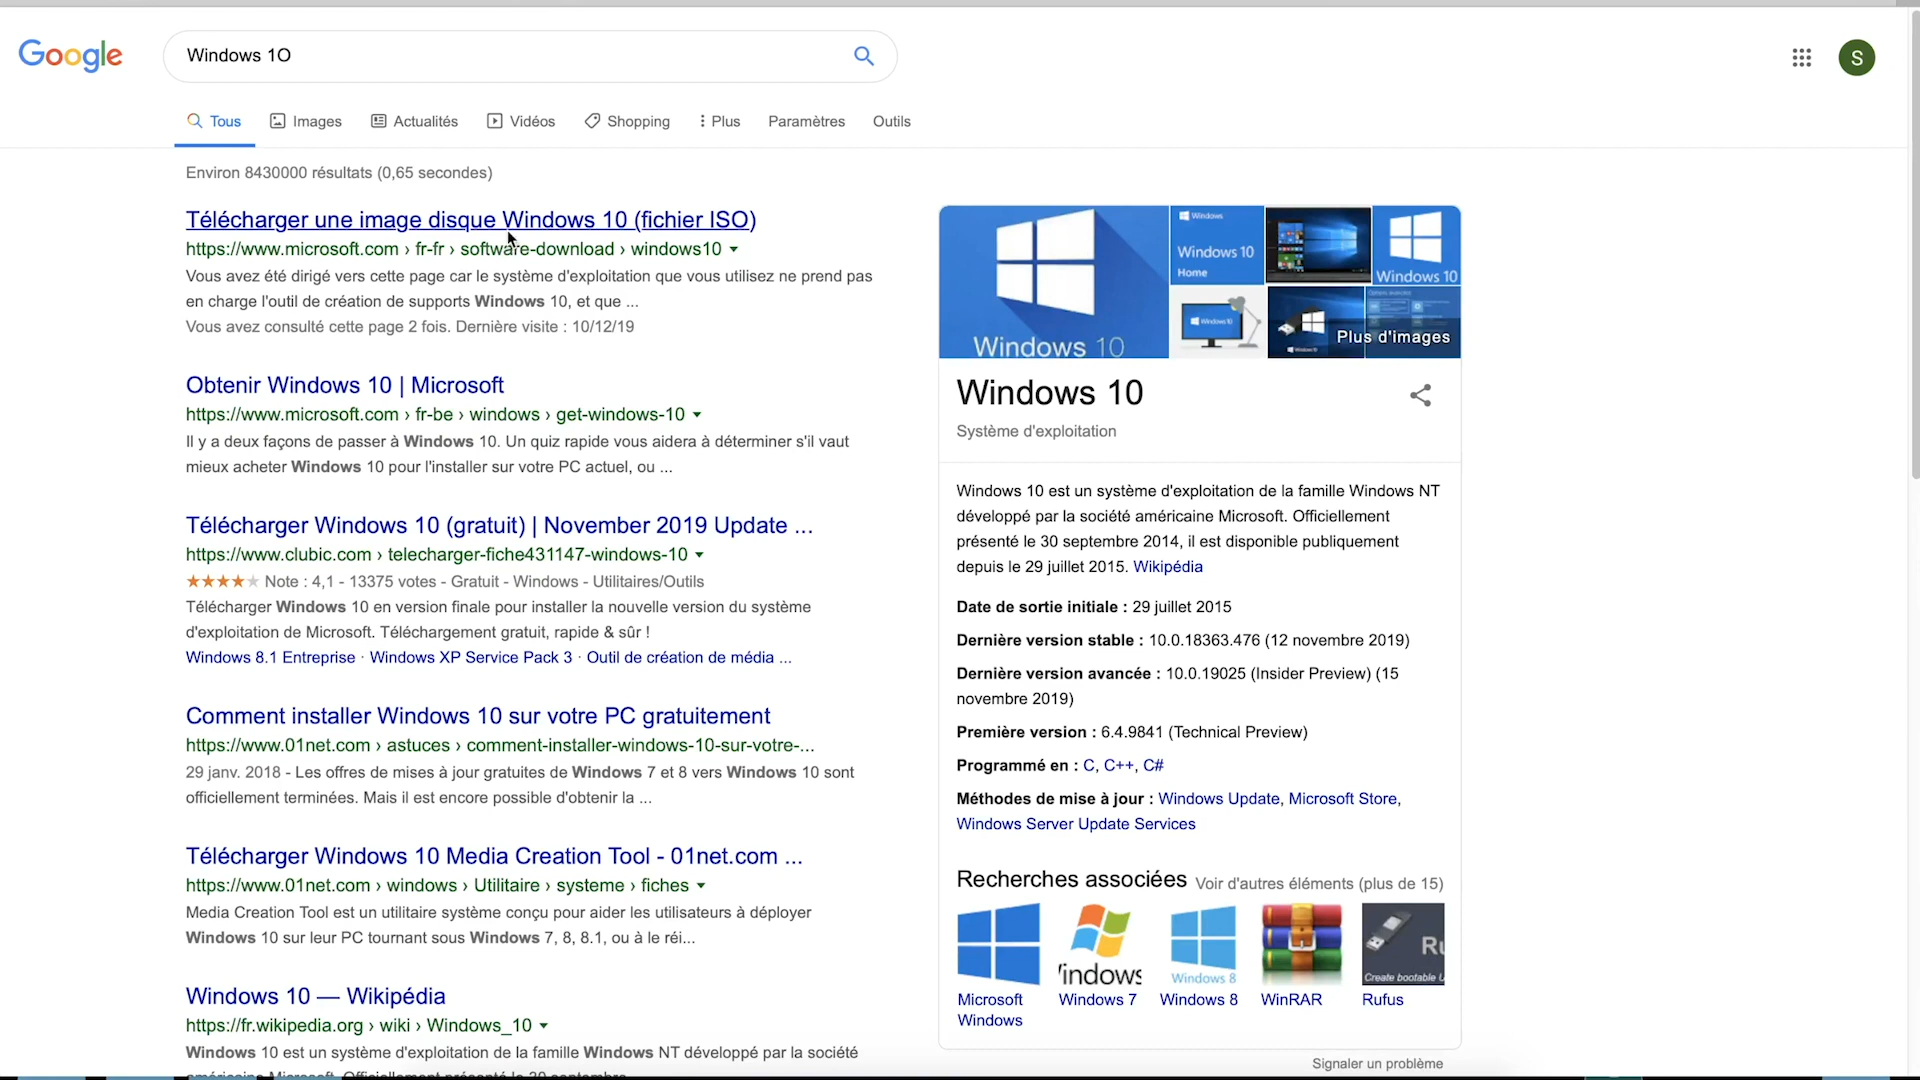 Google
Windows 1O
S
Tous
Images
Actualités
Vidéos
Shopping
Plus
Paramètres
Outils
Environ 8430000 résultats (0,65 secondes)
Télécharger une image disque Windows 10 (fichier ISO)
https://www.microsoft.com › fr-fr › software-download › windows10
Vous avez été dirigé vers cette page car le système d'exploitation que vous utilisez ne prend pas
en charge l'outil de création de supports Windows 10, et que ...
Vous avez consulté cette page 2 fois. Dernière visite : 10/12/19
Obtenir Windows 10 | Microsoft
https://www.microsoft.com › fr-be › windows › get-windows-10
Il y a deux façons de passer à Windows 10. Un quiz rapide vous aidera à déterminer s'il vaut
mieux acheter Windows 10 pour l'installer sur votre PC actuel, ou ...
Télécharger Windows 10 (gratuit) | November 2019 Update ...
https://www.clubic.com › telecharger-fiche431147-windows-10
Note : 4,1 - 13375 votes - Gratuit - Windows - Utilitaires/Outils
Télécharger Windows 10 en version finale pour installer la nouvelle version du système
d'exploitation de Microsoft. Téléchargement gratuit, rapide & sûr !
Windows 8.1 Entreprise · Windows XP Service Pack 3 · Outil de création de média ...
Comment installer Windows 10 sur votre PC gratuitement
https://www.01net.com › astuces › comment-installer-windows-10-sur-votre-...
29 janv. 2018 - Les offres de mises à jour gratuites de Windows 7 et 8 vers Windows 10 sont
officiellement terminées. Mais il est encore possible d'obtenir la ...
Télécharger Windows 10 Media Creation Tool - 01net.com ...
https://www.01net.com › windows › Utilitaire › systeme › fiches
Media Creation Tool est un utilitaire système conçu pour aider les utilisateurs à déployer
Windows 10 sur leur PC tournant sous Windows 7, 8, 8.1, ou à le réi...
Windows 10 — Wikipédia
https://fr.wikipedia.org › wiki › Windows_10
Windows 10 est un système d'exploitation de la famille Windows NT développé par la société
américaine Microsoft. Officiellement présenté le 30 septembre
Windows 10
Windows
Windows 10
Home
Windows 10
Windows 10
Plus d'images
Windows 10
Système d'exploitation
Windows 10 est un système d'exploitation de la famille Windows NT
développé par la société américaine Microsoft. Officiellement
présenté le 30 septembre 2014, il est disponible publiquement
depuis le 29 juillet 2015. Wikipédia
Date de sortie initiale : 29 juillet 2015
Dernière version stable : 10.0.18363.476 (12 novembre 2019)
Dernière version avancée : 10.0.19025 (Insider Preview) (15
novembre 2019)
Première version : 6.4.9841 (Technical Preview)
Programmé en : C, C++, C#
Méthodes de mise à jour : Windows Update, Microsoft Store,
Windows Server Update Services
Recherches associées
Voir d'autres éléments (plus de 15)
indows
Windows 8
Ru
Create bootable U
Microsoft
Windows
Windows 7
Windows 8
WinRAR
Rufus
Signaler un problème